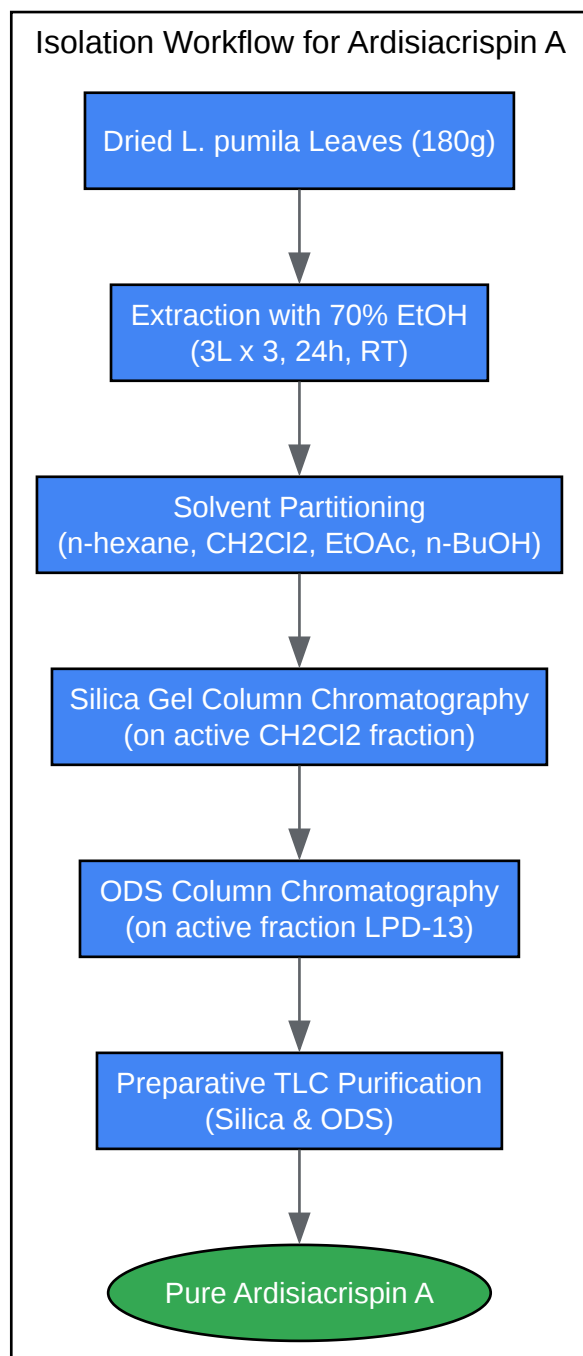 Isolation Workflow for Ardisiacrispin A
Dried L. pumila Leaves (180g)
Extraction with 70% EtOH
(3L x 3, 24h, RT)
Solvent Partitioning
(n-hexane, CH2Cl2, EtOAc, n-BuOH)
Silica Gel Column Chromatography
(on active CH2Cl2 fraction)
ODS Column Chromatography
(on active fraction LPD-13)
Preparative TLC Purification
(Silica & ODS)
Pure Ardisiacrispin A